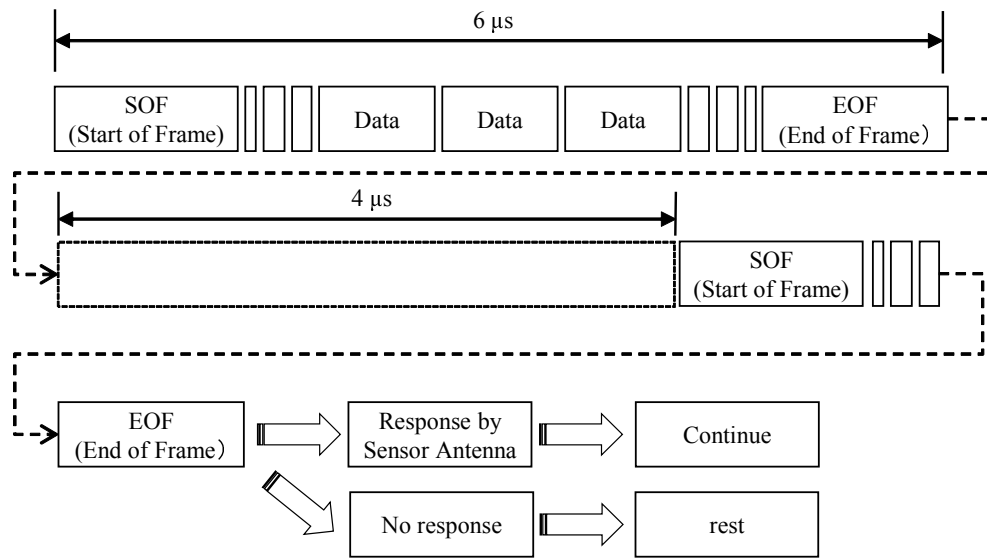 6 µs
SOF
(Start of Frame)
Data
Data
Data
EOF
(End of Frame）
4 µs
SOF
(Start of Frame)
EOF
(End of Frame）
Response by
Sensor Antenna
Continue
No response
rest